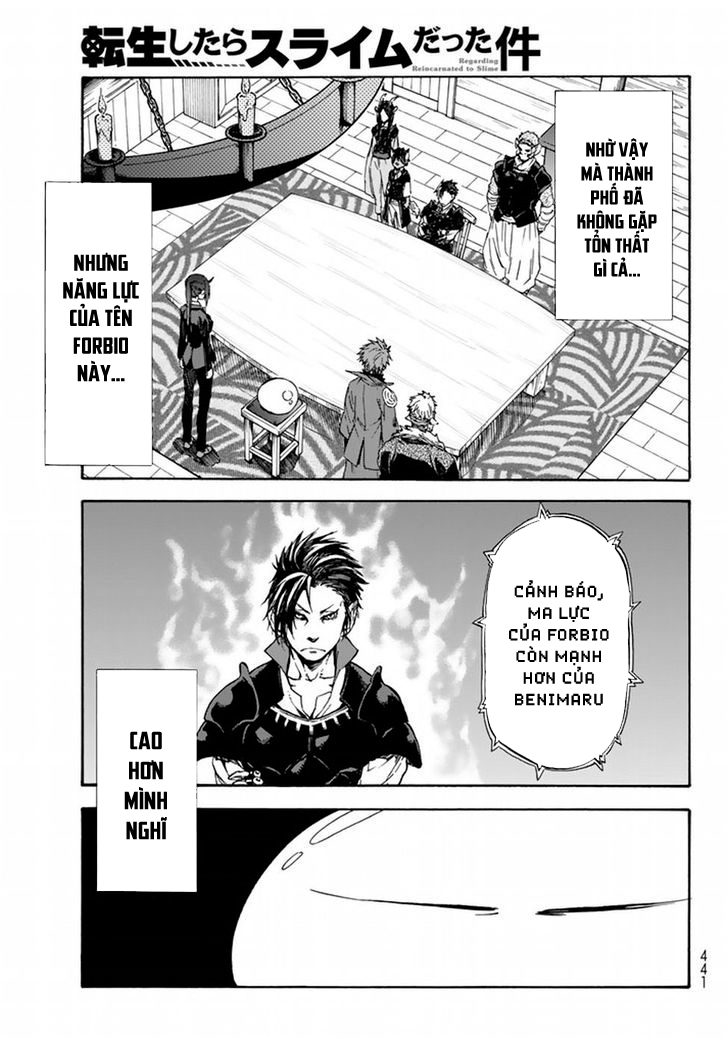 転生したらスライムだった件
Regarding
Reincarnated to Slime
NHỜ VẬY
MÀ THÀNH
PHỐ ĐÃ
KHÔNG GẶP
TỔN THẤT
GÌ CẢ...
NHƯNG
NĂNG LỰC
CỦA TÊN
FORBIO
NÀY...
CẢNH BÁO,
MA LỰC
CỦA FORBIO
CÒN MẠNH
HƠN CỦA
BENIMARU
CAO
HƠN
MÌNH
NGHĨ
441